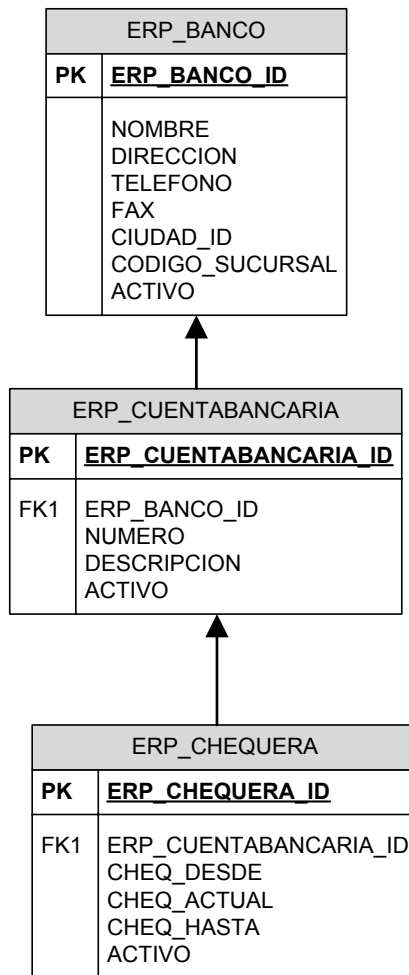 ERP_BANCO
PK ERP_BANCO_ID
NOMBRE
DIRECCION
TELEFONO
FAX
CIUDAD_ID
CODIGO_SUCURSAL
ACTIVO
ERP_CUENTABANCARIA
PK ERP_CUENTABANCARIA_ID
FK1 ERP_BANCO_ID
NUMERO
DESCRIPCION
ACTIVO
ERP_CHEQUERA
PK ERP_CHEQUERA_ID
FK1 ERP_CUENTABANCARIA_ID
CHEQ_DESDE
CHEQ_ACTUAL
CHEQ_HASTA
ACTIVO